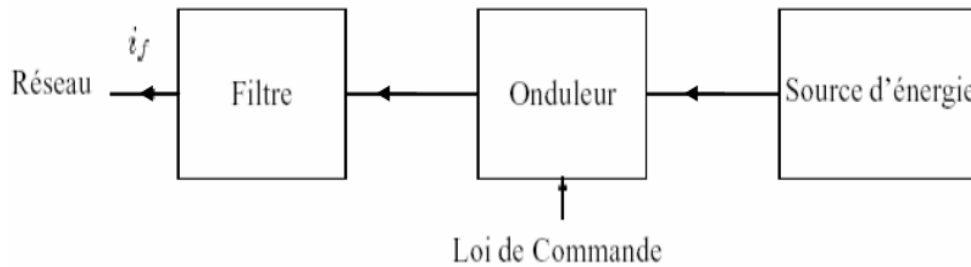 i_f
Réseau
Filtre
Onduleur
Source d'énergie
Loi de Commande